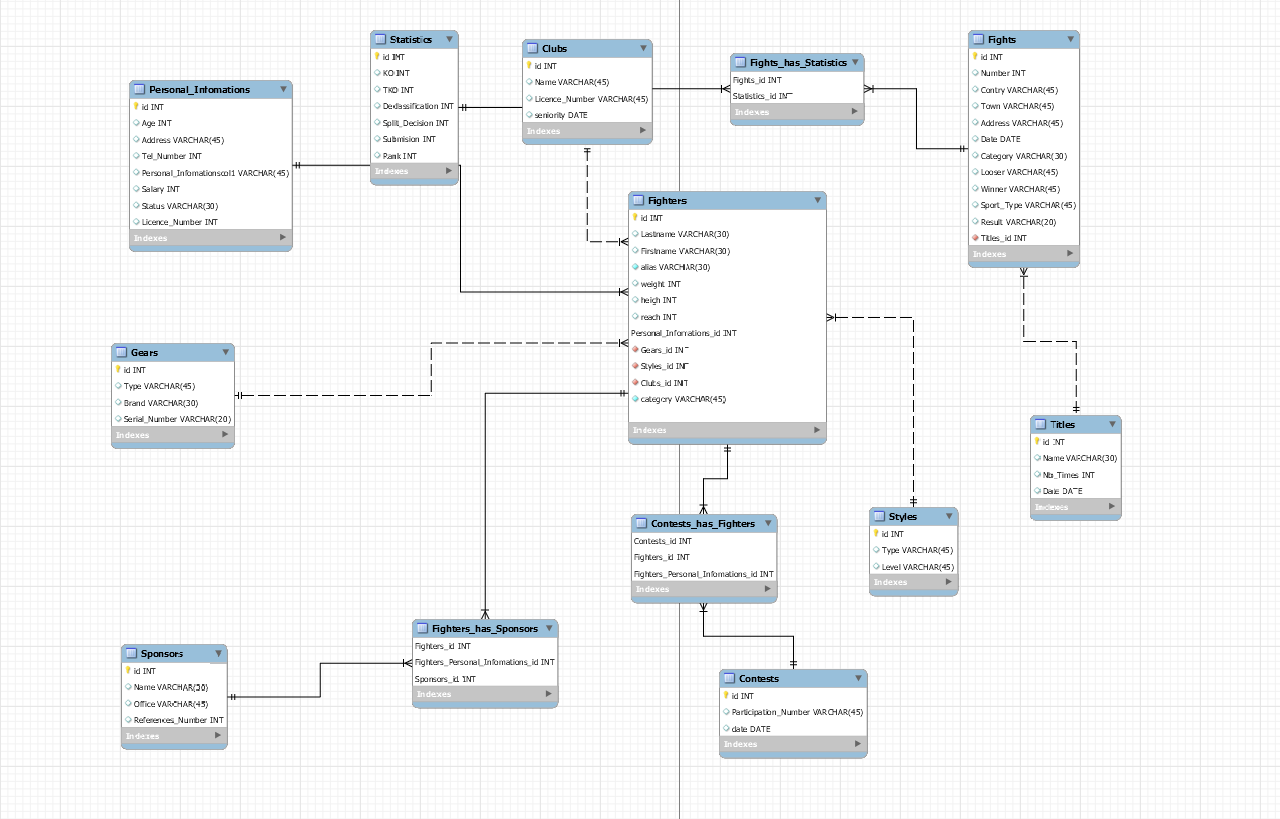 Statistics
id INT
KO INT
TKO INT
Dexlassification INT
Split_Decision INT
Submision INT
Rank INT
Indexes
Clubs
id INT
Name VARCHAR(45)
Licence_Number VARCHAR(45)
seniority DATE
Indexes
Fights_has_Statistics
Fights_id INT
Statistics_id INT
Indexes
Fights
id INT
Number INT
Contry VARCHAR(45)
Town VARCHAR(45)
Address VARCHAR(45)
Date DATE
Category VARCHAR(30)
Looser VARCHAR(45)
Winner VARCHAR(45)
Sport_Type VARCHAR(45)
Result VARCHAR(20)
Titles_id INT
Indexes
Personal_Infomations
id INT
Age INT
Address VARCHAR(45)
Tel_Number INT
Personal_Informationscol1 VARCHAR(45)
Salary INT
Status VARCHAR(30)
Licence_Number INT
Indexes
Fighters
id INT
Lastname VARCHAR(30)
Firstname VARCHAR(30)
alias VARCHAR(30)
weight INT
heigh INT
reach INT
Personal_Infomations_id INT
Gears_id INT
Styles_id INT
Clubs_id INT
category VARCHAR(45)
Indexes
Gears
id INT
Type VARCHAR(45)
Brand VARCHAR(30)
Serial_Number VARCHAR(20)
Indexes
Titles
id INT
Name VARCHAR(30)
Nb_Times INT
Date DATE
Indexes
Styles
id INT
Type VARCHAR(45)
Level VARCHAR(45)
Indexes
Contests_has_Fighters
Contests_id INT
Fighters_id INT
Fighters_Personal_Infomations_id INT
Indexes
Fighters_has_Sponsors
Fighters_id INT
Fighters_Personal_Infomations_id INT
Sponsors_id INT
Indexes
Sponsors
id INT
Name VARCHAR(30)
Office VARCHAR(45)
References_Number INT
Indexes
Contests
id INT
Participation_Number VARCHAR(45)
date DATE
Indexes